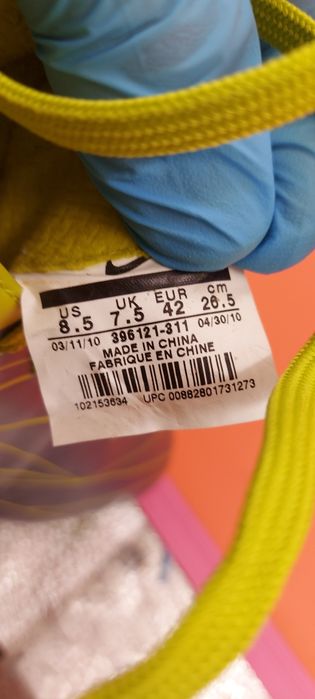 US UK EUR cm
8.5 7.5 42 26.5
03/11/10 396121-311 04/30/10
MADE IN CHINA
FABRIQUE EN CHINE
102153634 UPC 00882801731273